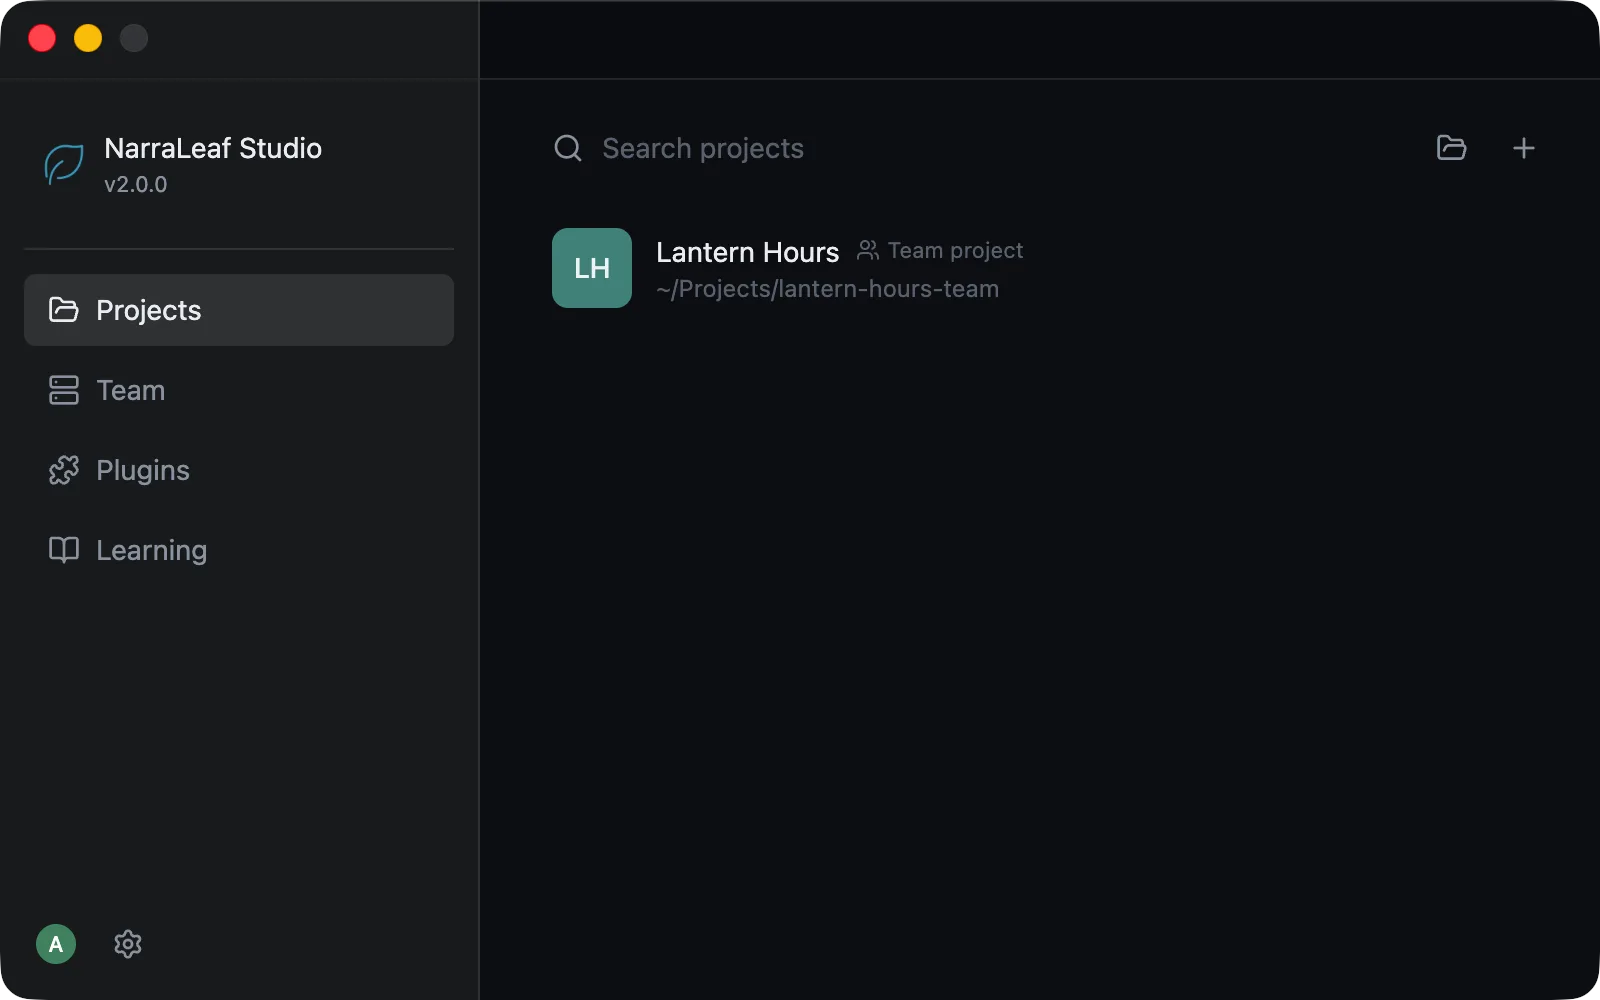 NarraLeaf Studio
v2.0.0
Projects
Team
Plugins
Learning
A
Search projects
LH
Lantern Hours Team project
~/Projects/lantern-hours-team